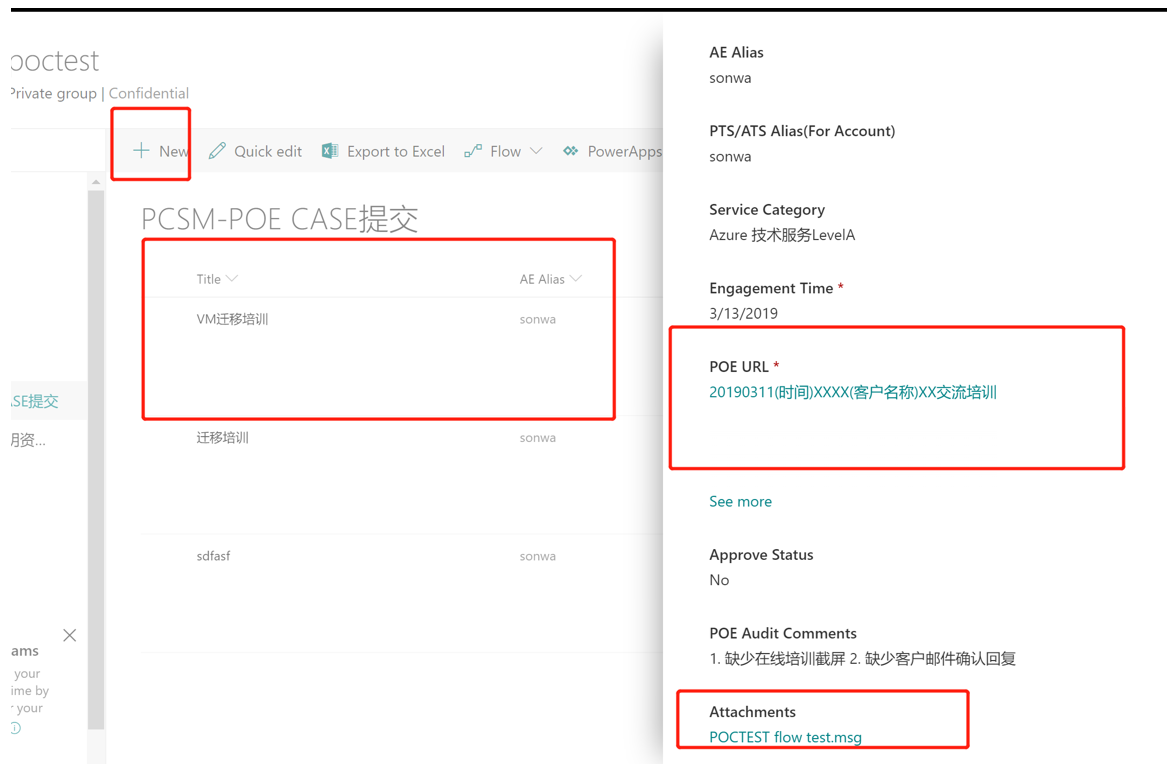 poctest
Private group | Confidential
New
Quick edit
Export to Excel
Flow
PowerApps
PCSM-POE CASE提交
Title
AE Alias
VM迁移培训
sonwa
迁移培训
sonwa
sdfasf
sonwa
ASE提交
明资...
ams
your
ime by
your
AE Alias
sonwa
PTS/ATS Alias(For Account)
sonwa
Service Category
Azure 技术服务LevelA
Engagement Time *
3/13/2019
POE URL *
20190311(时间)XXXX(客户名称)XX交流培训
See more
Approve Status
No
POE Audit Comments
1. 缺少在线培训截屏 2. 缺少客户邮件确认回复
Attachments
POCTEST flow test.msg